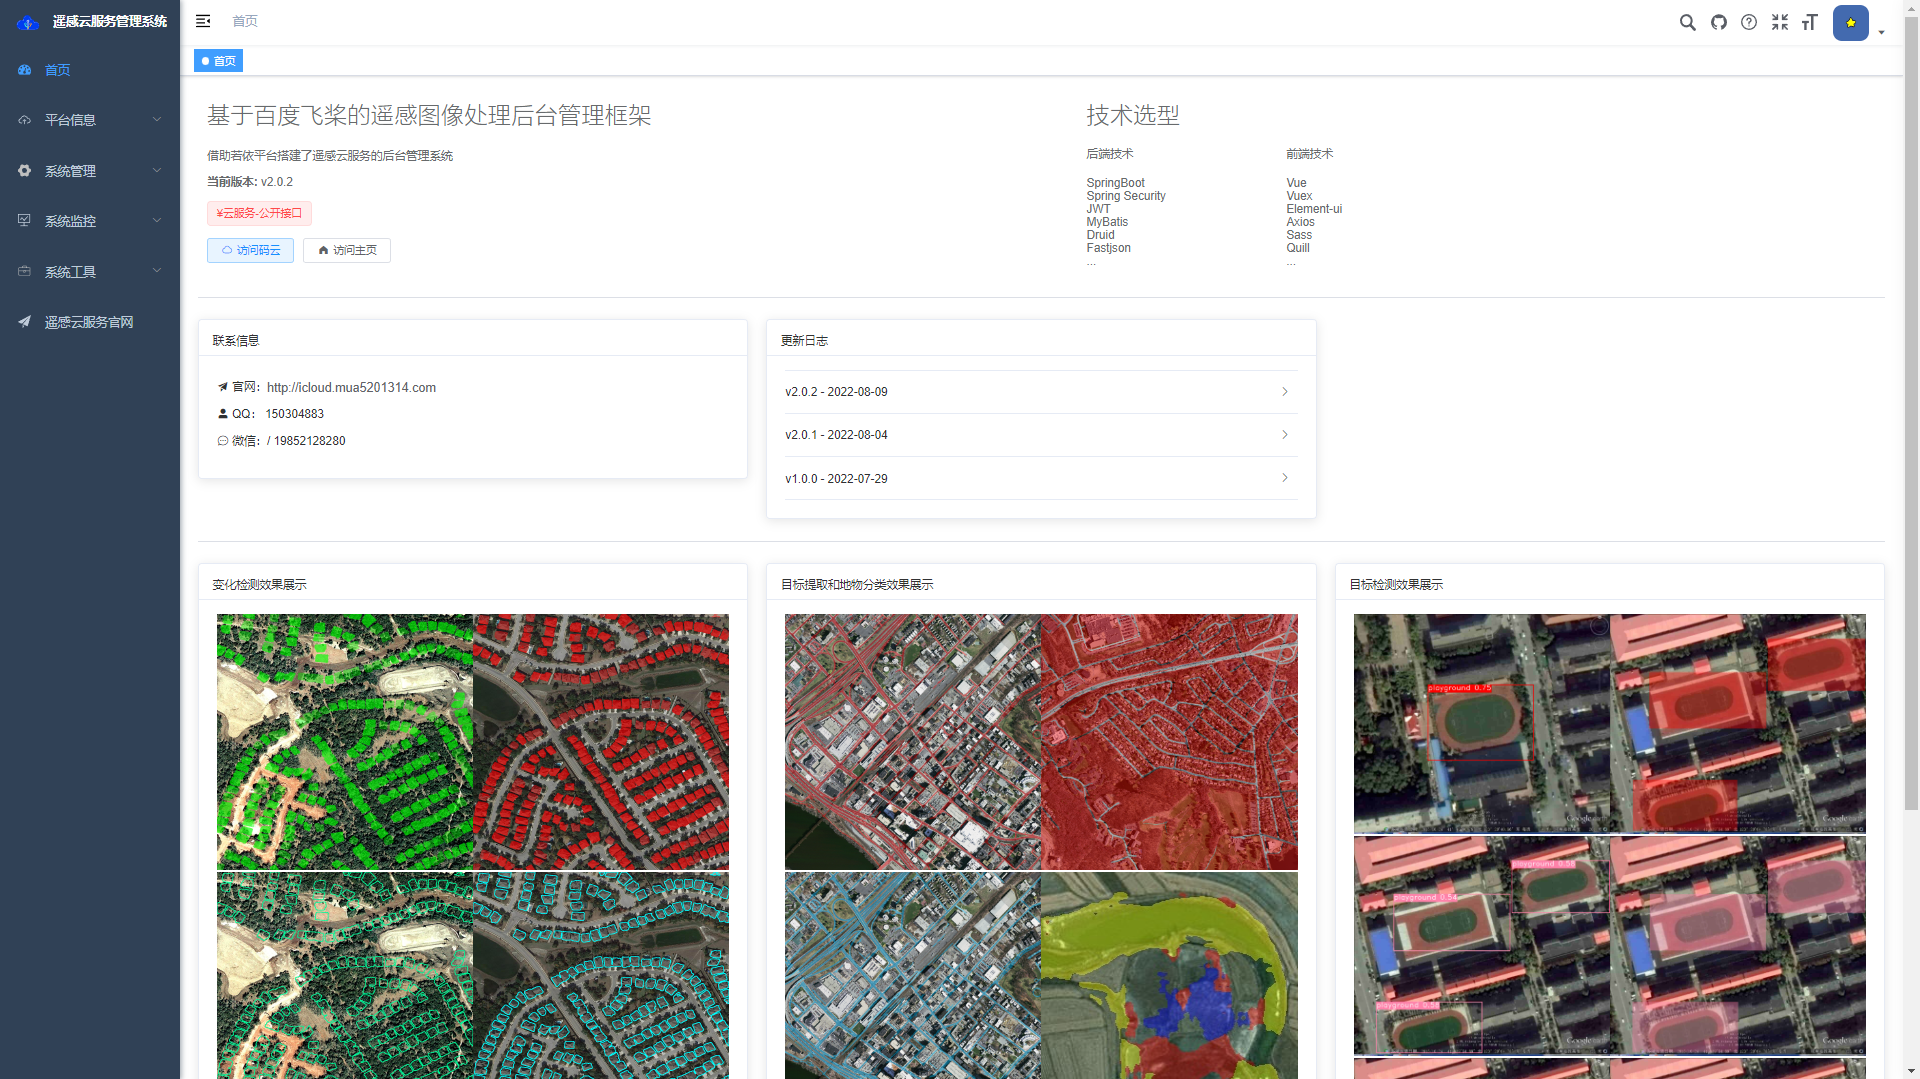 遥感云服务管理系统
首页
首页
平台信息
系统管理
系统监控
系统工具
遥感云服务官网
首页
基于百度飞桨的遥感图像处理后台管理框架
借助若依平台搭建了遥感云服务的后台管理系统
当前版本: v2.0.2
¥云服务-公开接口
访问码云
访问主页
技术选型
后端技术
SpringBoot
Spring Security
JWT
MyBatis
Druid
Fastjson
...
前端技术
Vue
Vuex
Element-ui
Axios
Sass
Quill
...
联系信息
官网：http://icloud.mua5201314.com
QQ： 150304883
微信：/ 19852128280
更新日志
v2.0.2 - 2022-08-09
v2.0.1 - 2022-08-04
v1.0.0 - 2022-07-29
变化检测效果展示
目标提取和地物分类效果展示
目标检测效果展示
playground 0.75
Google
Google
playground 0.54
Google
Google